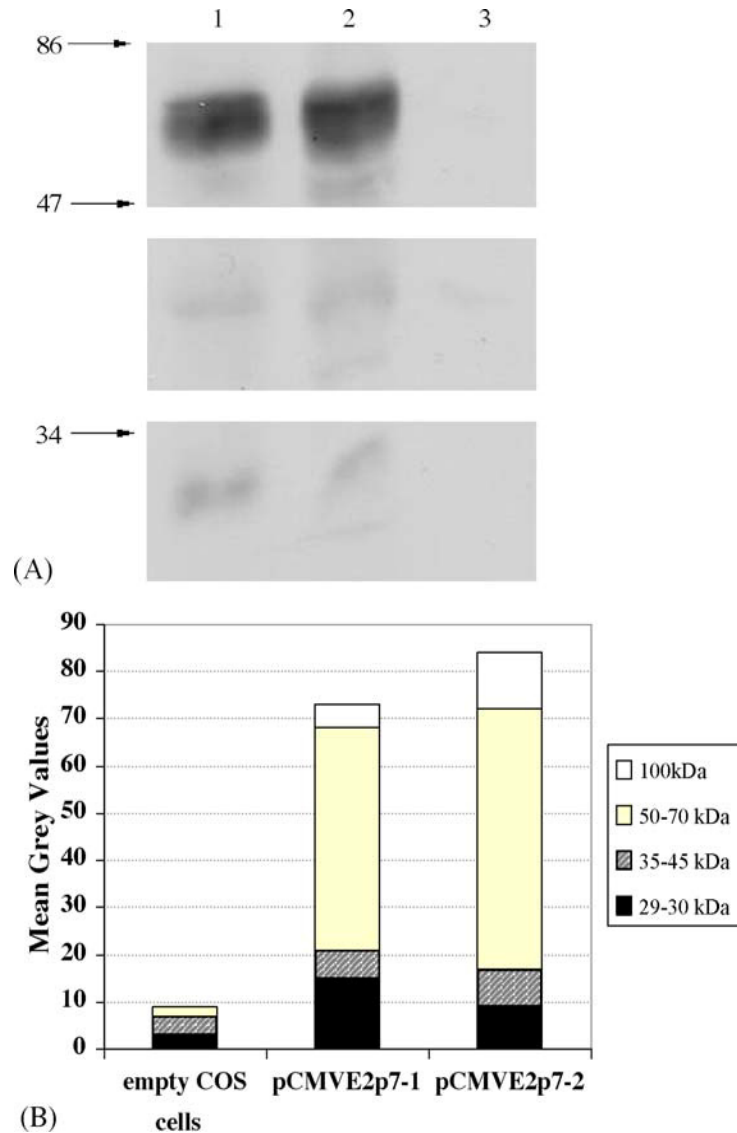 1 2 3
86
47
34
(A)
90
80
70
60
50
40
30
20
10
0
Mean Grey Values
empty COS cells
pCMVE2p7-1
pCMVE2p7-2
100kDa
50-70 kDa
35-45 kDa
29-30 kDa
(B)